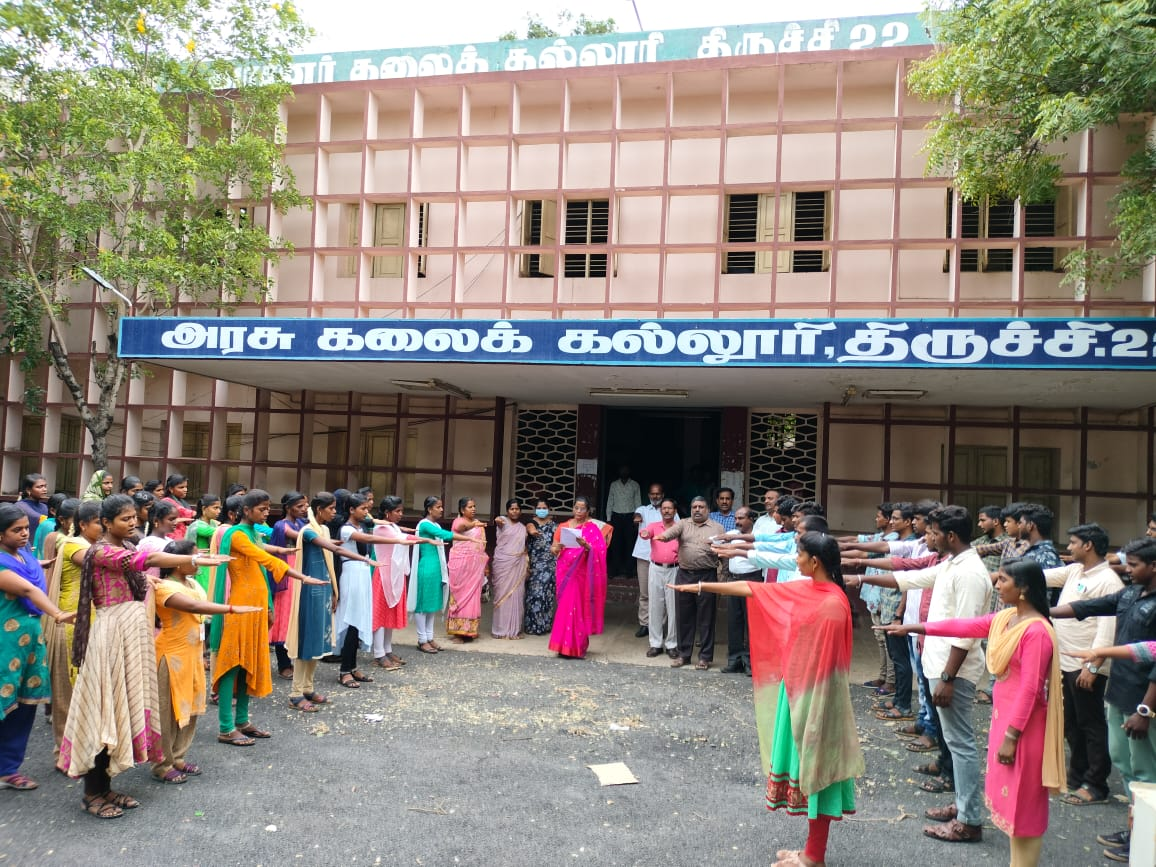 கலைக் கல்லூரி திருச்சி 22
அரசு கலைக் கல்லூரி, திருச்சி.22